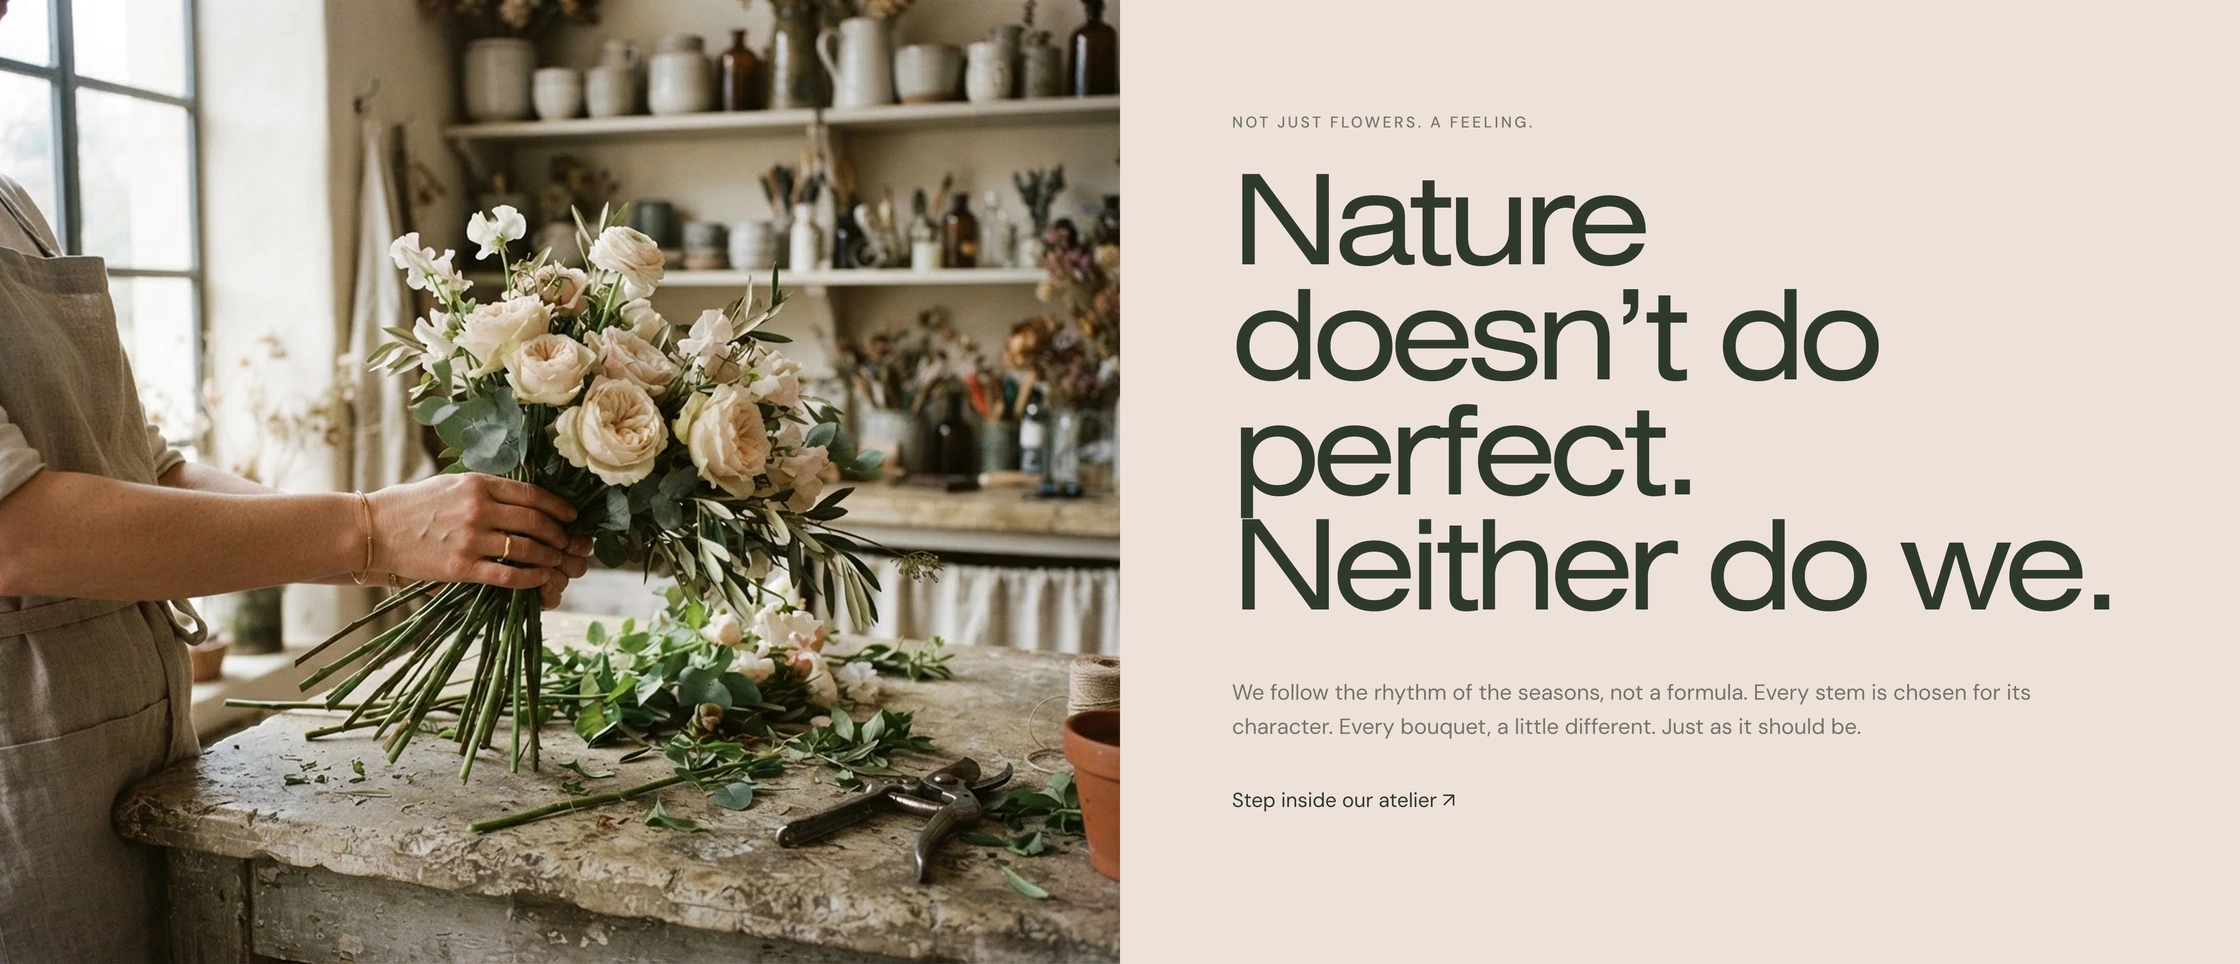 NOT JUST FLOWERS. A FEELING.
Nature
doesn’t do
perfect.
Neither do we.
We follow the rhythm of the seasons, not a formula. Every stem is chosen for its
character. Every bouquet, a little different. Just as it should be.
Step inside our atelier ↗